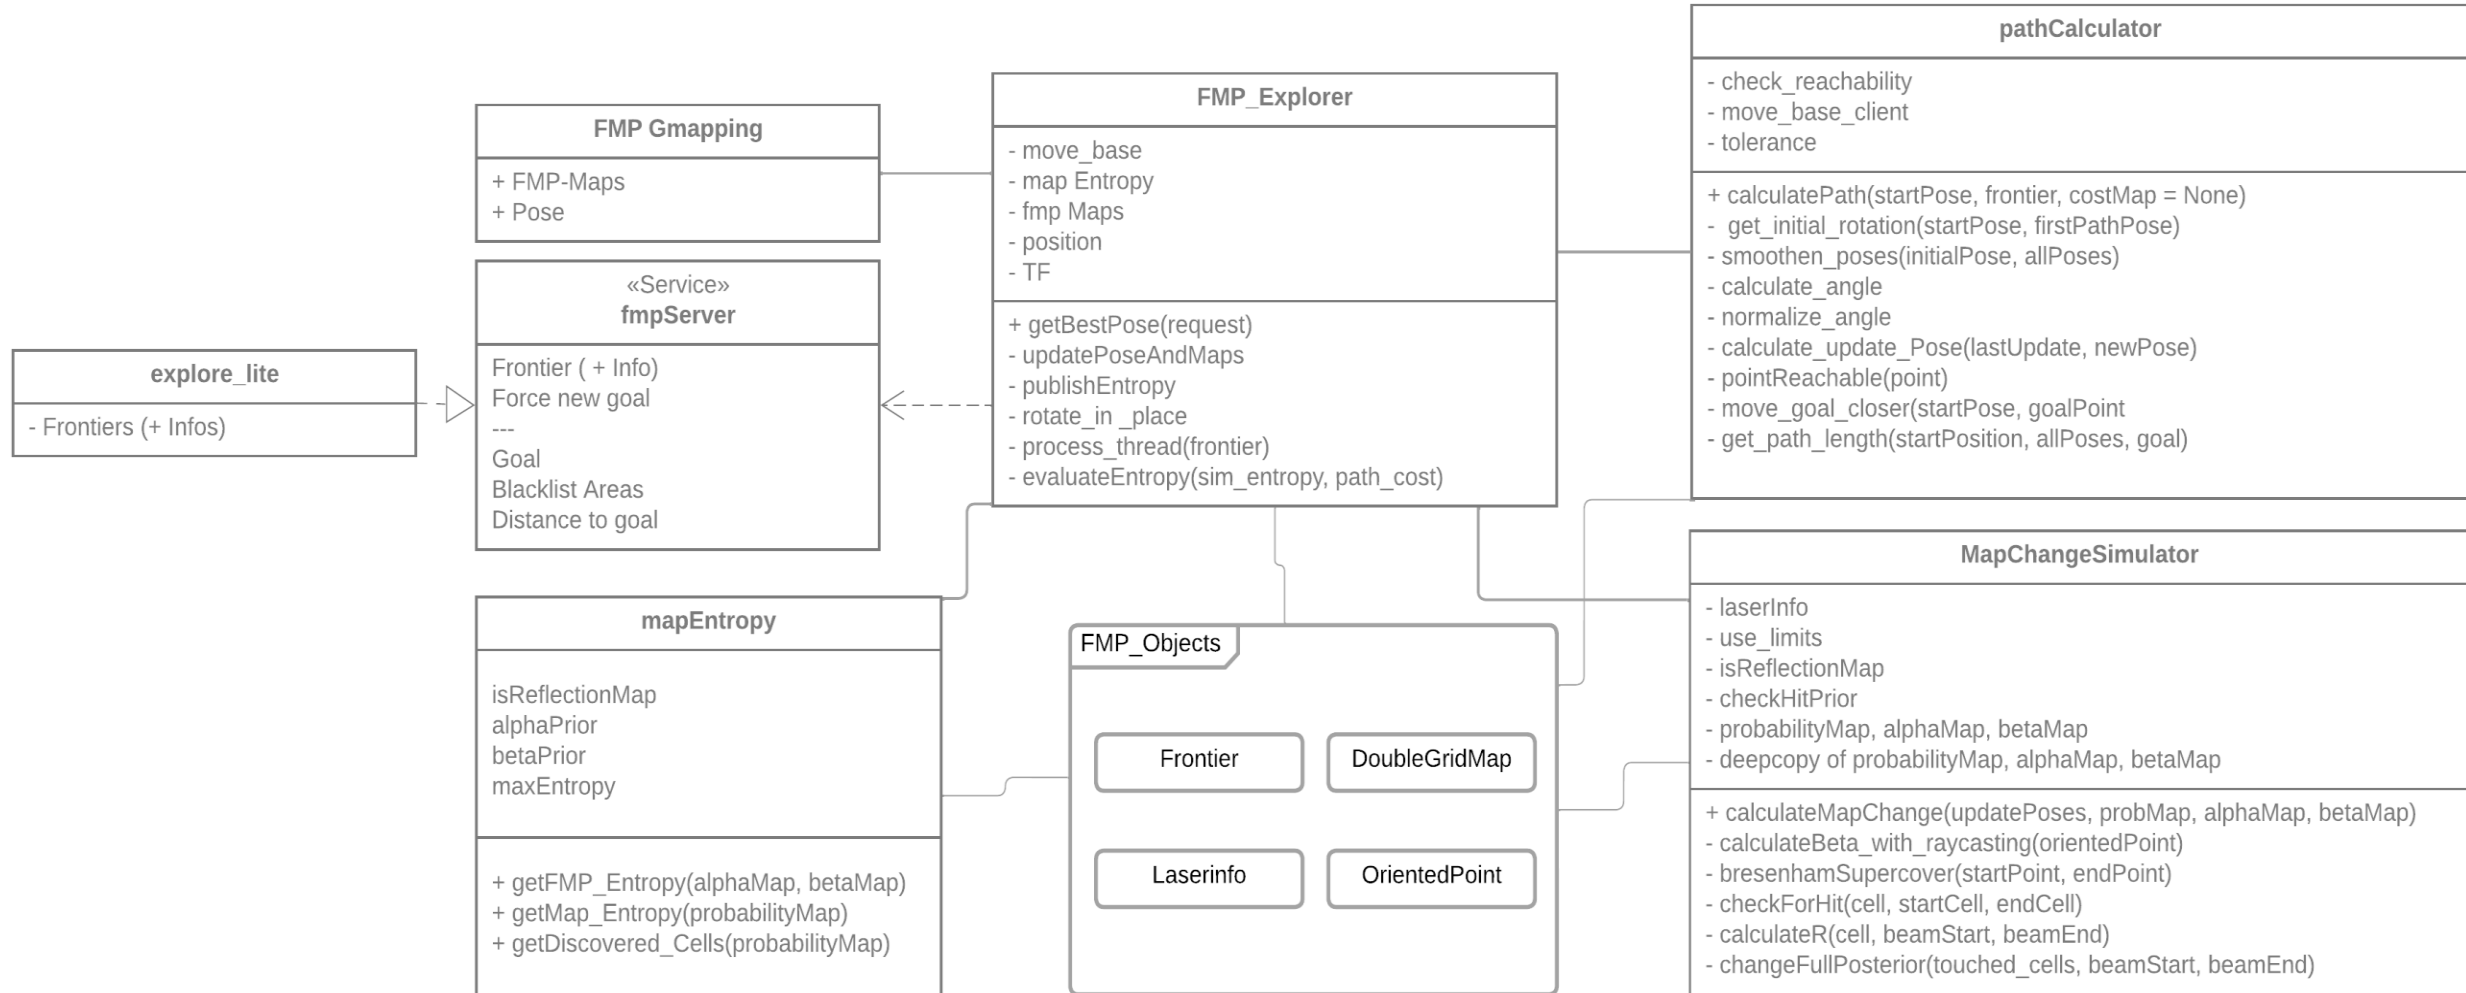 pathCalculator
- check_reachability
- move_base_client
- tolerance
+ calculatePath(startPose, frontier, costMap = None)
- get_initial_rotation(startPose, firstPathPose)
- smoothen_poses(initialPose, allPoses)
- calculate_angle
- normalize_angle
- calculate_update_Pose(lastUpdate, newPose)
- pointReachable(point)
- move_goal_closer(startPose, goalPoint
- get_path_length(startPosition, allPoses, goal)
FMP_Explorer
- move_base
- map Entropy
- fmp Maps
- position
- TF
+ getBestPose(request)
- updatePoseAndMaps
- publishEntropy
- rotate_in _place
- process_thread(frontier)
- evaluateEntropy(sim_entropy, path_cost)
FMP Gmapping
+ FMP-Maps
+ Pose
«Service»
fmpServer
Frontier ( + Info)
Force new goal
---
Goal
Blacklist Areas
Distance to goal
explore_lite
- Frontiers (+ Infos)
mapEntropy
isReflectionMap
alphaPrior
betaPrior
maxEntropy
+ getFMP_Entropy(alphaMap, betaMap)
+ getMap_Entropy(probabilityMap)
+ getDiscovered_Cells(probabilityMap)
FMP_Objects
Frontier
DoubleGridMap
Laserinfo
OrientedPoint
MapChangeSimulator
- laserInfo
- use_limits
- isReflectionMap
- checkHitPrior
- probabilityMap, alphaMap, betaMap
- deepcopy of probabilityMap, alphaMap, betaMap
+ calculateMapChange(updatePoses, probMap, alphaMap, betaMap)
- calculateBeta_with_raycasting(orientedPoint)
- bresenhamSupercover(startPoint, endPoint)
- checkForHit(cell, startCell, endCell)
- calculateR(cell, beamStart, beamEnd)
- changeFullPosterior(touched_cells, beamStart, beamEnd)